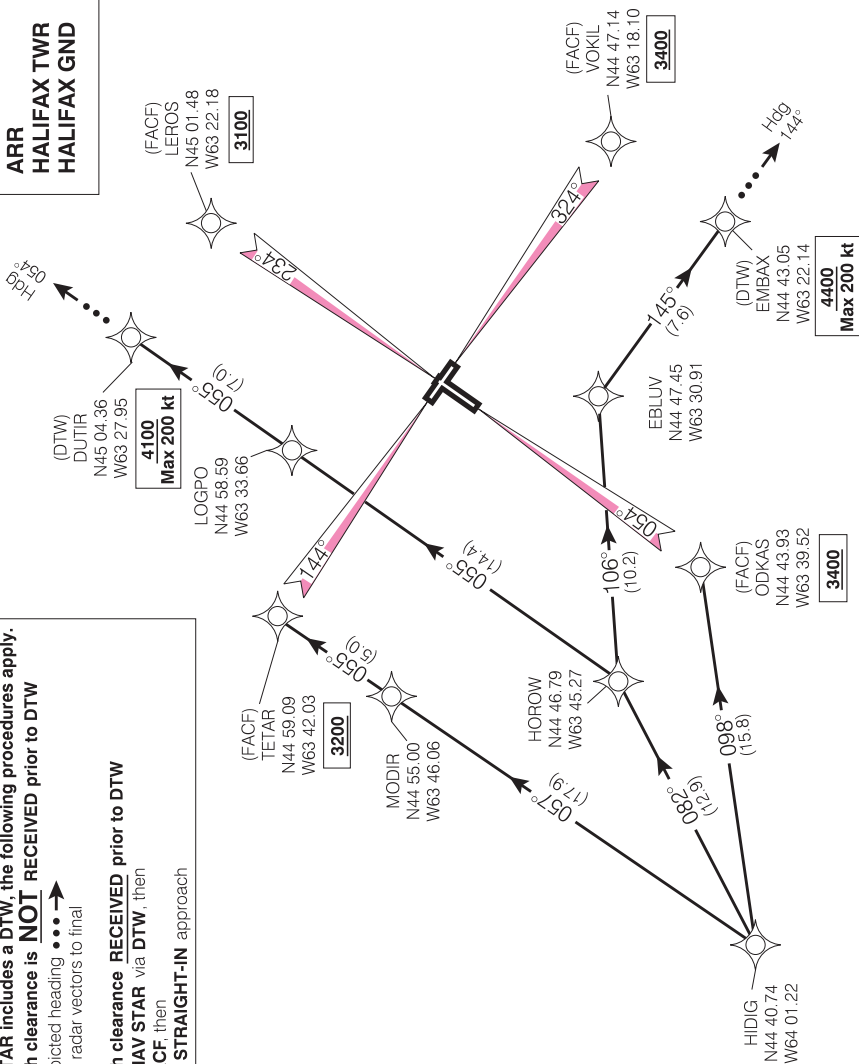 ARR
HALIFAX TWR
HALIFAX GND
TAR includes a DTW, the following procedures apply.
h clearance is NOT RECEIVED prior to DTW
picted heading
radar vectors to final
h clearance RECEIVED prior to DTW
NAV STAR via DTW, then
CF, then
STRAIGHT-IN approach
(FACF)
LEROS
N45 01.48
W63 22.18
3100
(FACF)
VOKIL
N44 47.14
W63 18.10
3400
Hdg
054°
(DTW)
DUTIR
N45 04.36
W63 27.95
4100
Max 200 kt
055°
(7.0)
LOGPO
N44 58.59
W63 33.66
234°
324°
144°
054°
Hdg
144°
(DTW)
EMBAX
N44 43.05
W63 22.14
4400
Max 200 kt
145°
(7.6)
EBLUV
N44 47.45
W63 30.91
055°
(14.4)
106°
(10.2)
(FACF)
TETAR
N44 59.09
W63 42.03
3200
055°
(5.0)
MODIR
N44 55.00
W63 46.06
HOROW
N44 46.79
W63 45.27
(FACF)
ODKAS
N44 43.93
W63 39.52
3400
057°
(17.9)
082°
(12.9)
098°
(15.8)
HIDIG
N44 40.74
W64 01.22